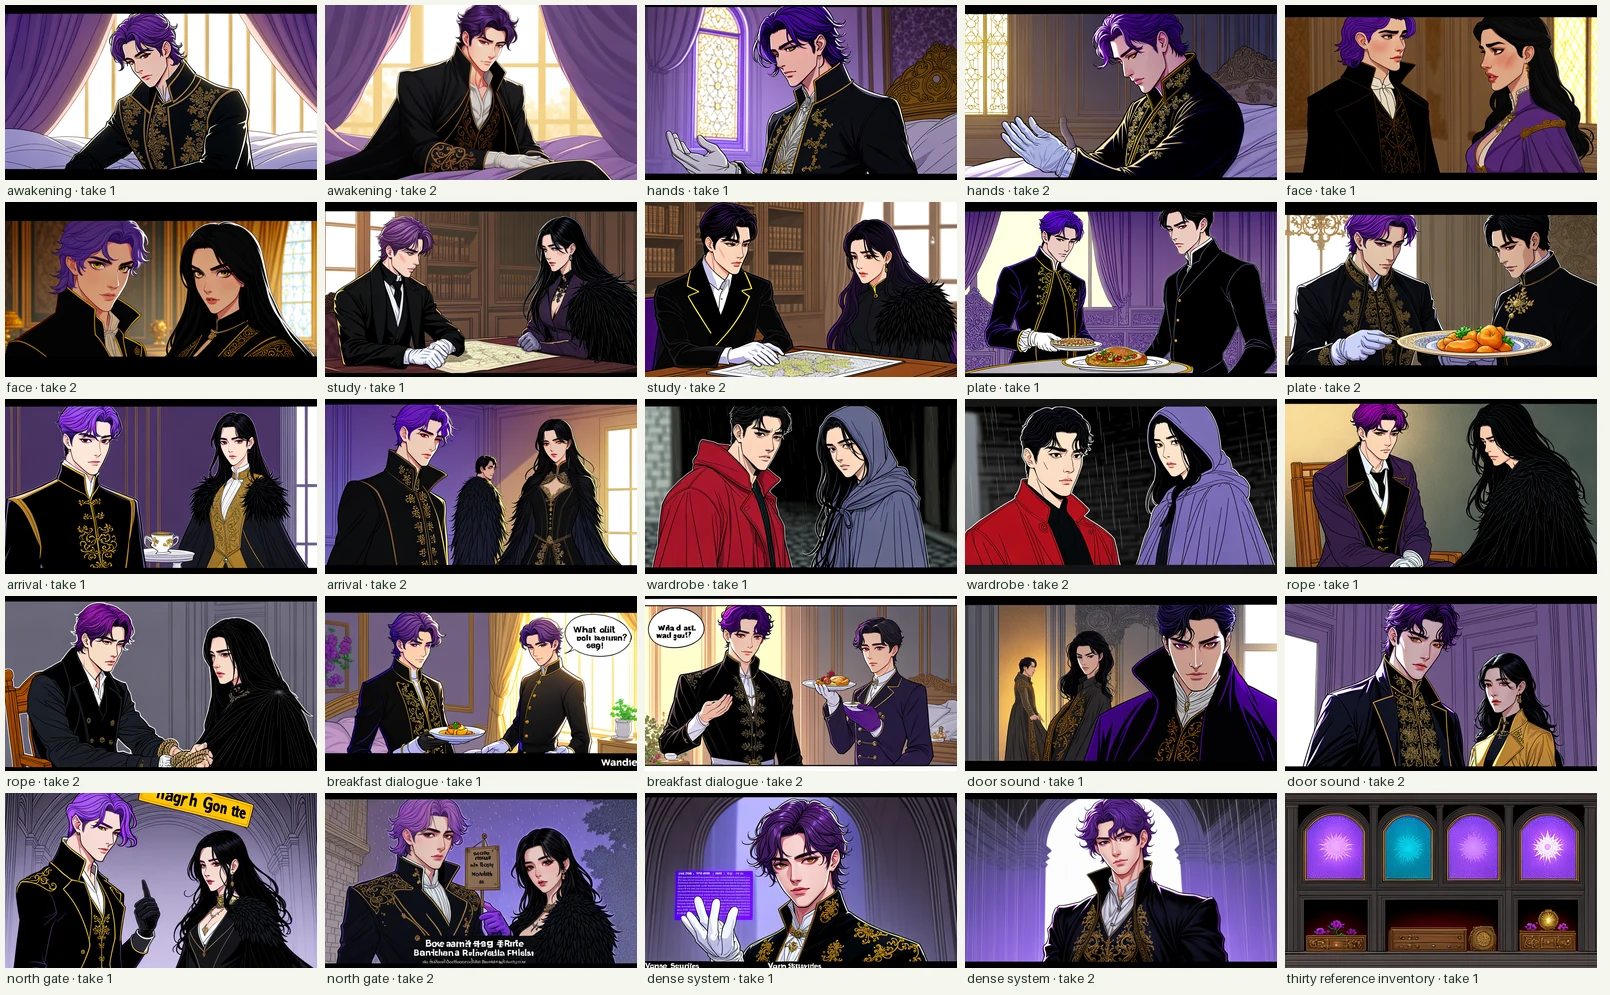 awakening · take 1
awakening · take 2
hands · take 1
hands · take 2
face · take 1
face · take 2
study · take 1
study · take 2
plate · take 1
plate · take 2
arrival · take 1
arrival · take 2
wardrobe · take 1
wardrobe · take 2
rope · take 1
What
rope · take 2
breakfast dialogue · take 1
breakfast dialogue · take 2
door sound · take 1
door sound · take 2
north gate · take 1
north gate · take 2
dense system · take 1
dense system · take 2
thirty reference inventory · take 1